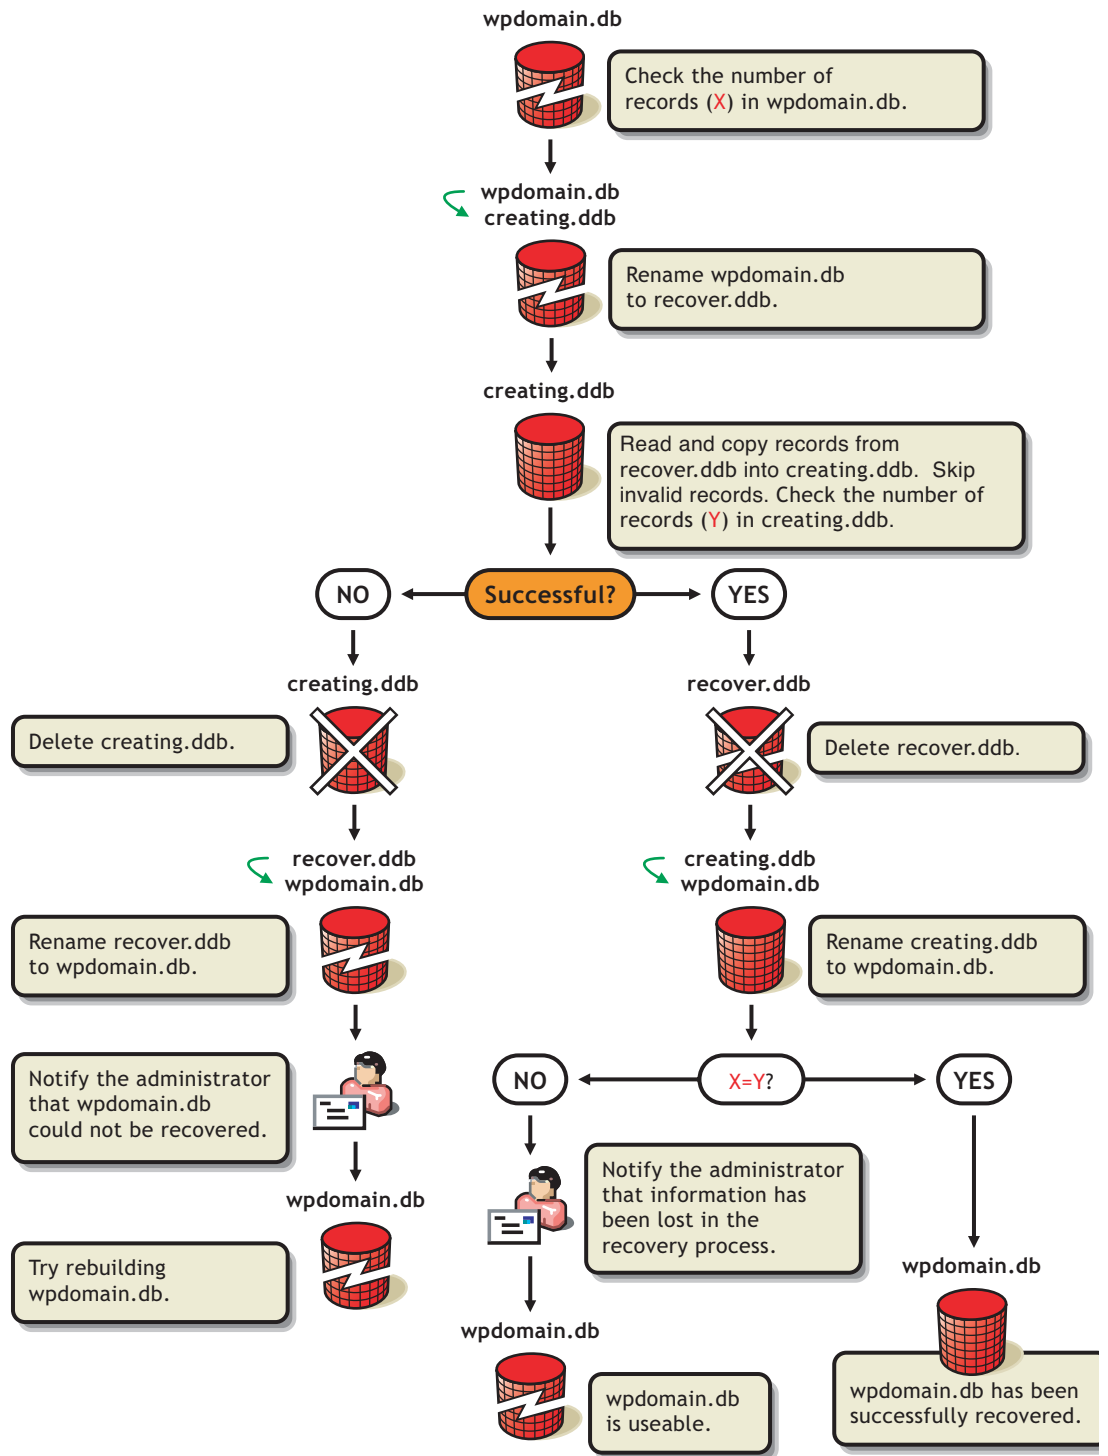 wpdomain.db
Check the number of
records (X) in wpdomain.db.
wpdomain.db
creating.ddb
Rename wpdomain.db
to recover.ddb.
creating.ddb
Read and copy records from
recover.ddb into creating.ddb. Skip
invalid records. Check the number of
records (Y) in creating.ddb.
NO
Successful?
YES
creating.ddb
Delete creating.ddb.
recover.ddb
Delete recover.ddb.
recover.ddb
wpdomain.db
Rename recover.ddb
to wpdomain.db.
creating.ddb
wpdomain.db
Rename creating.ddb
to wpdomain.db.
Notify the administrator
that wpdomain.db
could not be recovered.
NO
X=Y?
YES
wpdomain.db
Try rebuilding
wpdomain.db.
Notify the administrator
that information has
been lost in the
recovery process.
wpdomain.db
wpdomain.db
is useable.
wpdomain.db
wpdomain.db has been
successfully recovered.